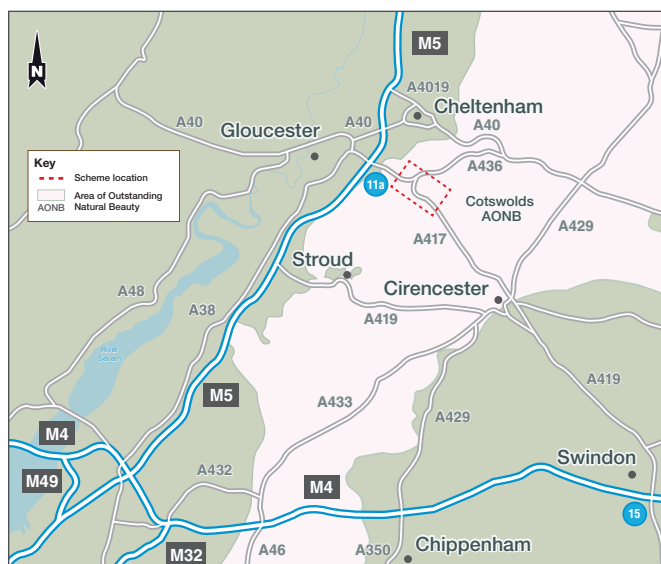 M5
N
A4019
Cheltenham
A40
A40
A40
Gloucester
A436
Key
Scheme location
Area of Outstanding
AONB Natural Beauty
11a
Cotswolds
AONB
A429
A417
Stroud
A48
A38
Cirencester
A419
River
Severn
A419
M5
A433
A429
M4
A432
Swindon
M49
M4
15
M32
A46
A350
Chippenham